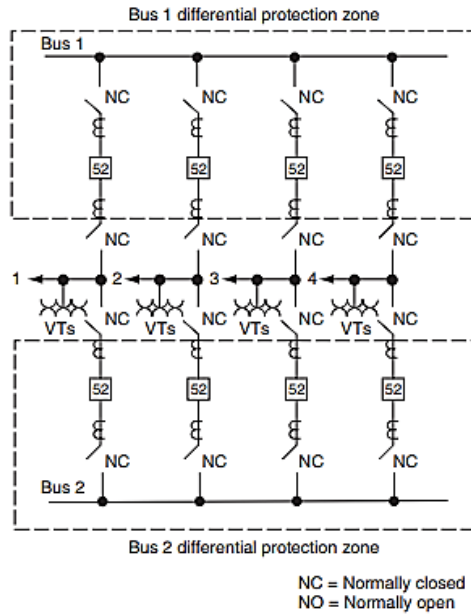 Bus 1 differential protection zone
Bus 1
NC NC NC NC
52 52 52 52
NC NC NC NC
1 2 3 4
VTs NC VTs NC VTs NC VTs NC
52 52 52 52
NC NC NC NC
Bus 2
Bus 2 differential protection zone
NC = Normally closed
NO = Normally open